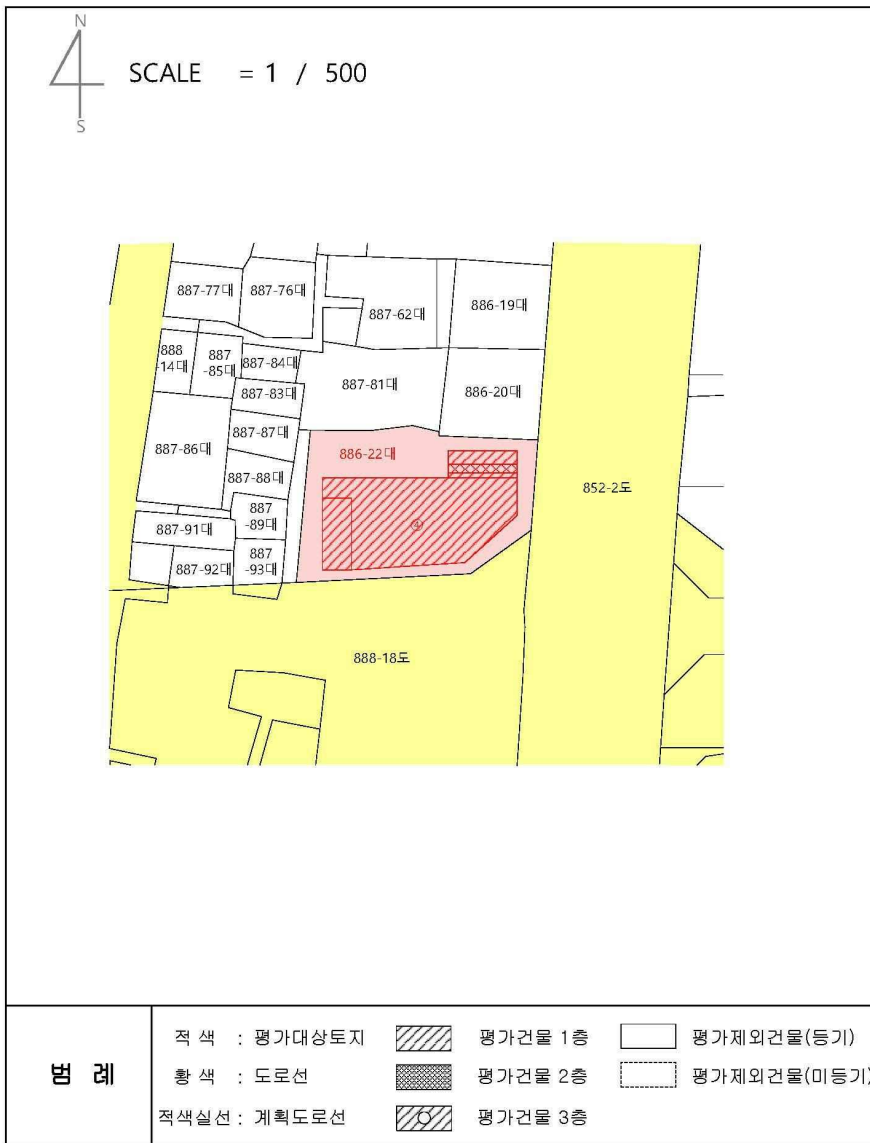 N
SCALE = 1 / 500
S
887-77대
887-76대
887-62대
886-19대
888
-14대
887
-85대
887-84대
887-81대
886-20대
887-83대
887-86대
887-87대
886-22대
887-88대
852-2도
887
-89대
④
887-91대
887-92대
887
-93대
888-18도
범 례
적 색 : 평가대상토지
평가건물 1층
평가제외건물(등기)
황 색 : 도로선
평가건물 2층
평가제외건물(미등기)
적색실선 : 계획도로선
평가건물 3층